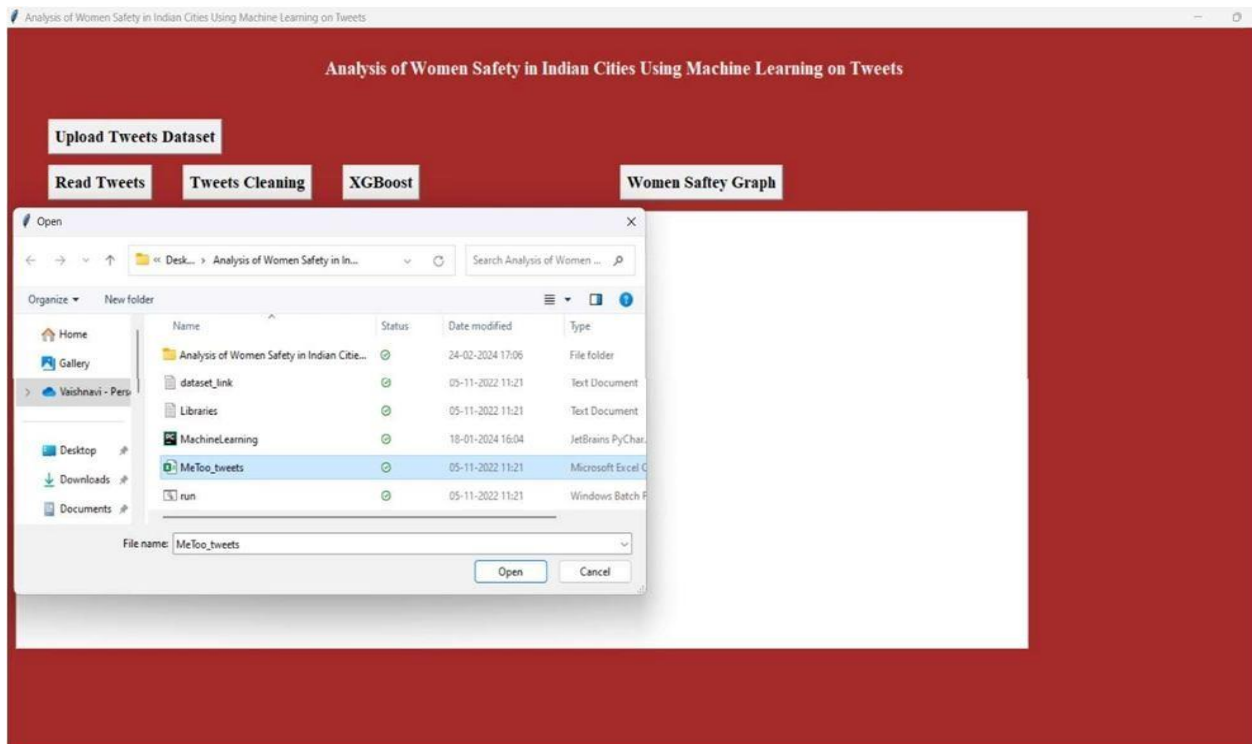 Analysis of Women Safety in Indian Cities Using Machine Learning on Tweets
Analysis of Women Safety in Indian Cities Using Machine Learning on Tweets
Upload Tweets Dataset
Read Tweets Tweets Cleaning XGBoost Women Saftey Graph
Open
« Desk... › Analysis of Women Safety in In... Search Analysis of Women ...
Organize New folder
Name Status Date modified Type
Home
Gallery
Vaishnavi - Pers
Desktop
Downloads
Documents
Analysis of Women Safety in Indian Citie... 24-02-2024 17:06 File folder
dataset_link 05-11-2022 11:21 Text Document
Libraries 05-11-2022 11:21 Text Document
MachineLearning 18-01-2024 16:04 JetBrains PyChar
MeToo_tweets 05-11-2022 11:21 Microsoft Excel C
run 05-11-2022 11:21 Windows Batch F
File name: MeToo_tweets
Open Cancel